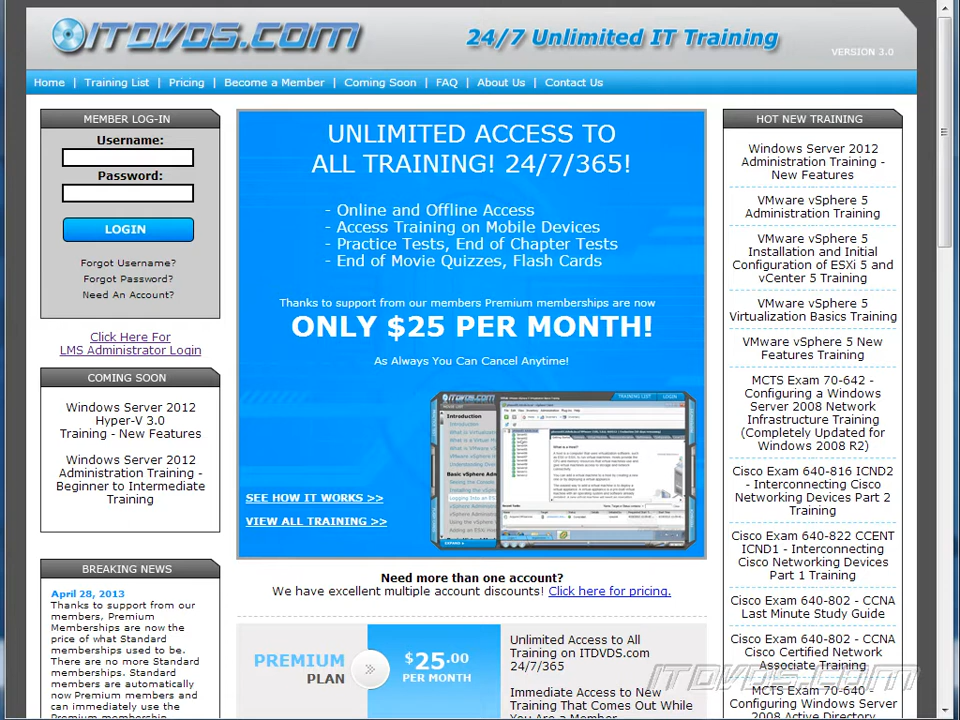 ITDVDS.COM
24/7 Unlimited IT Training
VERSION 3.0
Home | Training List | Pricing | Become a Member | Coming Soon | FAQ | About Us | Contact Us
MEMBER LOG-IN
Username:
Password:
LOGIN
Forgot Username?
Forgot Password?
Need An Account?
Click Here For
LMS Administrator Login
COMING SOON
Windows Server 2012
Hyper-V 3.0
Training - New Features
Windows Server 2012
Administration Training -
Beginner to Intermediate
Training
BREAKING NEWS
April 28, 2013
Thanks to support from our
members, Premium
Memberships are now the
price of what Standard
memberships used to be.
There are no more Standard
memberships. Standard
members are automatically
now Premium members and
can immediately use the
Premium membership
UNLIMITED ACCESS TO
ALL TRAINING! 24/7/365!
- Online and Offline Access
- Access Training on Mobile Devices
- Practice Tests, End of Chapter Tests
- End of Movie Quizzes, Flash Cards
Thanks to support from our members Premium memberships are now
ONLY $25 PER MONTH!
As Always You Can Cancel Anytime!
ITDVDS.COM
TRAINING LIST
LOGIN
Introduction
SEE HOW IT WORKS >>
VIEW ALL TRAINING >>
Need more than one account?
We have excellent multiple account discounts! Click here for pricing.
PREMIUM
PLAN
$25.00
PER MONTH
Unlimited Access to All
Training on ITDVDS.com
24/7/365
Immediate Access to New
Training That Comes Out While
You Are a Member
HOT NEW TRAINING
Windows Server 2012
Administration Training -
New Features
VMware vSphere 5
Administration Training
VMware vSphere 5
Installation and Initial
Configuration of ESXi 5 and
vCenter 5 Training
VMware vSphere 5
Virtualization Basics Training
VMware vSphere 5 New
Features Training
MCTS Exam 70-642 -
Configuring a Windows
Server 2008 Network
Infrastructure Training
(Completely Updated for
Windows 2008 R2)
Cisco Exam 640-816 ICND2
- Interconnecting Cisco
Networking Devices Part 2
Training
Cisco Exam 640-822 CCENT
ICND1 - Interconnecting
Cisco Networking Devices
Part 1 Training
Cisco Exam 640-802 - CCNA
Last Minute Study Guide
Cisco Exam 640-802 - CCNA
Cisco Certified Network
Associate Training
MCTS Exam 70-640 -
Configuring Windows Server
2008 Active Directory
ITDVDS.COM